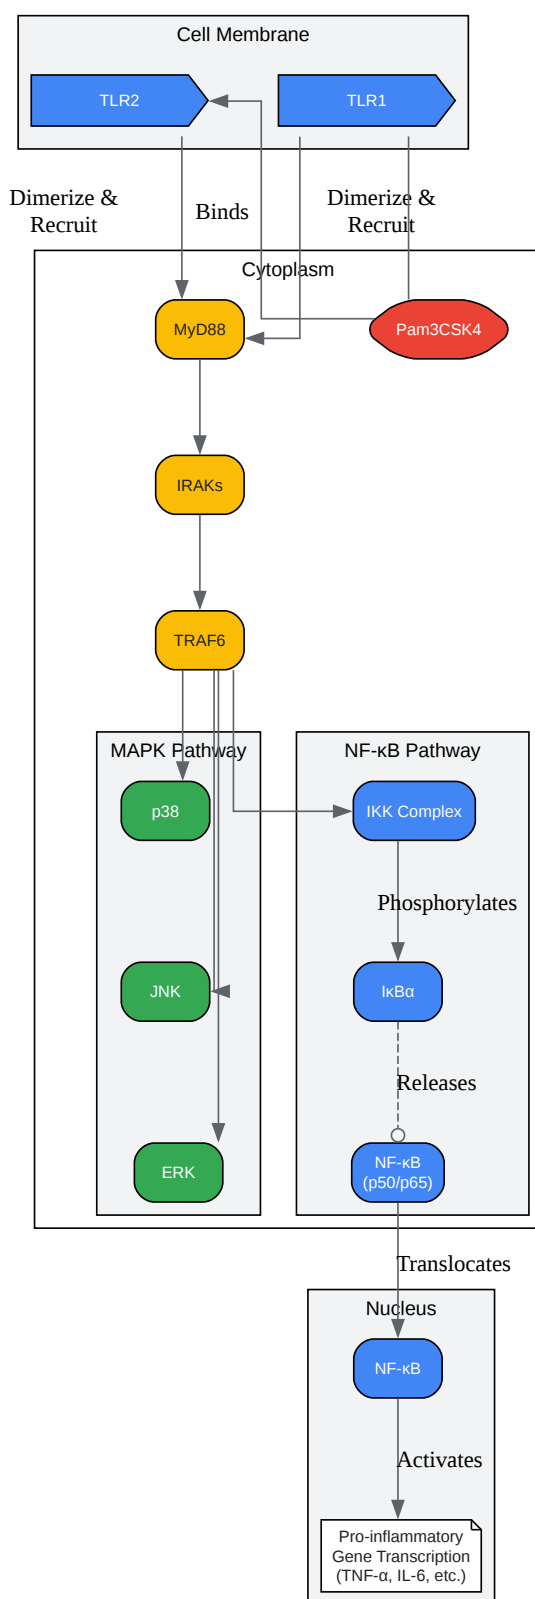 Cell Membrane
TLR2
TLR1
Dimerize &
Recruit
Binds
Dimerize &
Recruit
Cytoplasm
MyD88
Pam3CSK4
IRAKs
TRAF6
MAPK Pathway
NF-κB Pathway
p38
IKK Complex
Phosphorylates
JNK
IκBα
Releases
ERK
NF-κB
(p50/p65)
Translocates
Nucleus
NF-κB
Activates
Pro-inflammatory
Gene Transcription
(TNF-α, IL-6, etc.)